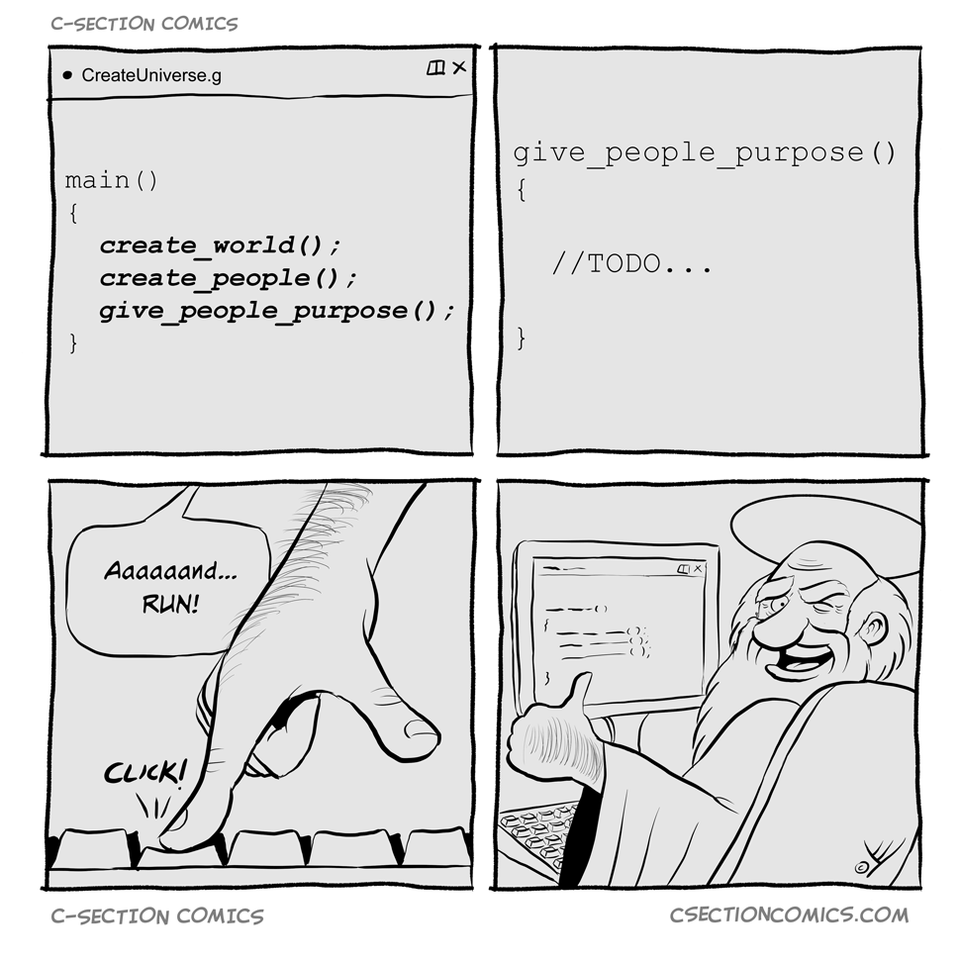 C-SECTION COMICS
CreateUniverse.g
main()
{
create_world();
create_people();
give_people_purpose();
}
give_people_purpose()
{
//TODO...
}
Aaaaaand...
RUN!
CLICK!
C-SECTION COMICS
CSECTIONCOMICS.COM